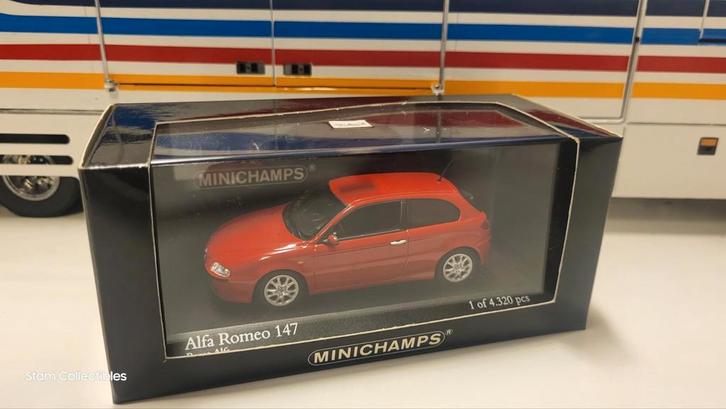 MINICHAMPS
Alfa Romeo 147
1 of 4.320 pcs
MINICHAMPS®
Stam Collectibles